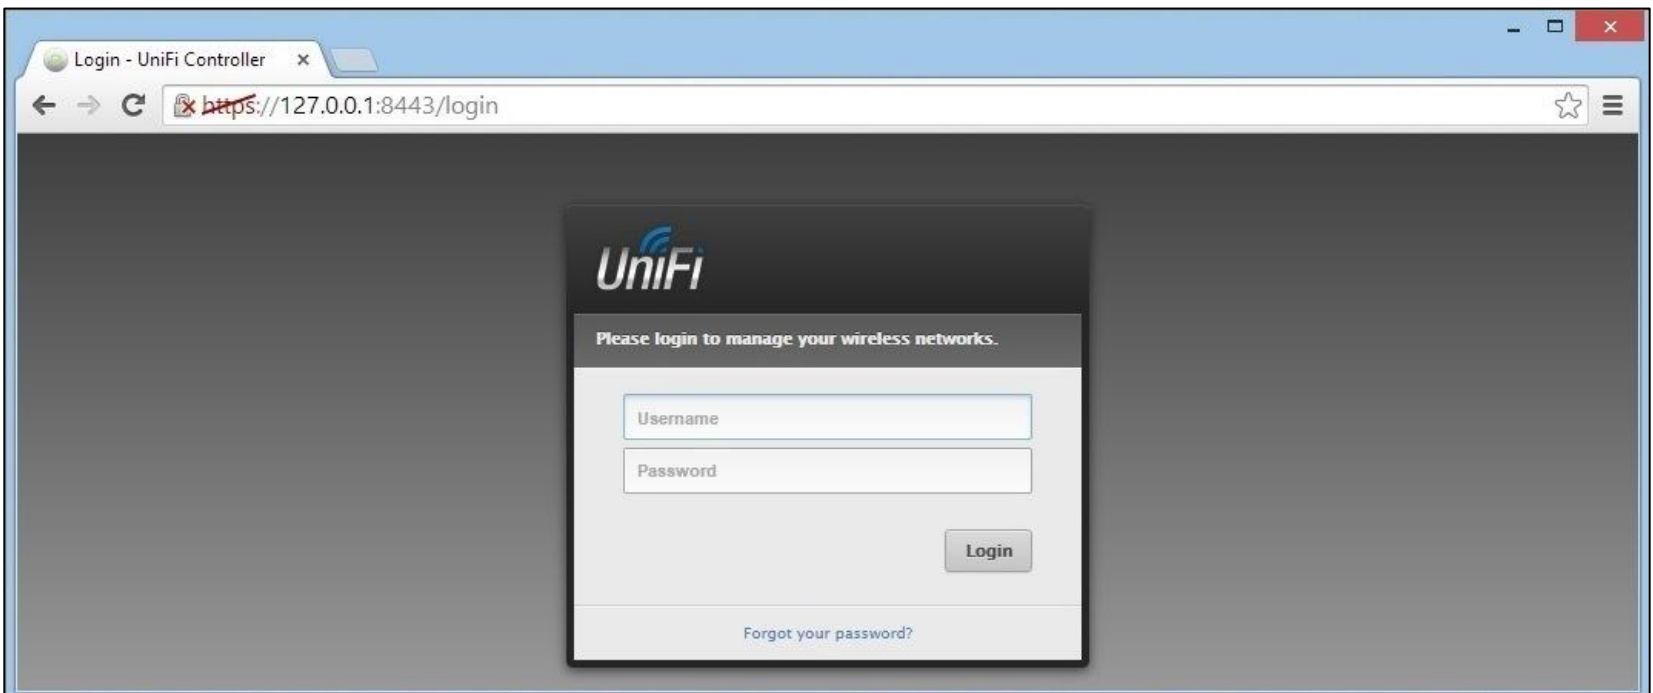 Login - UniFi Controller
https://127.0.0.1:8443/login
UniFi
Please login to manage your wireless networks.
Username
Password
Login
Forgot your password?